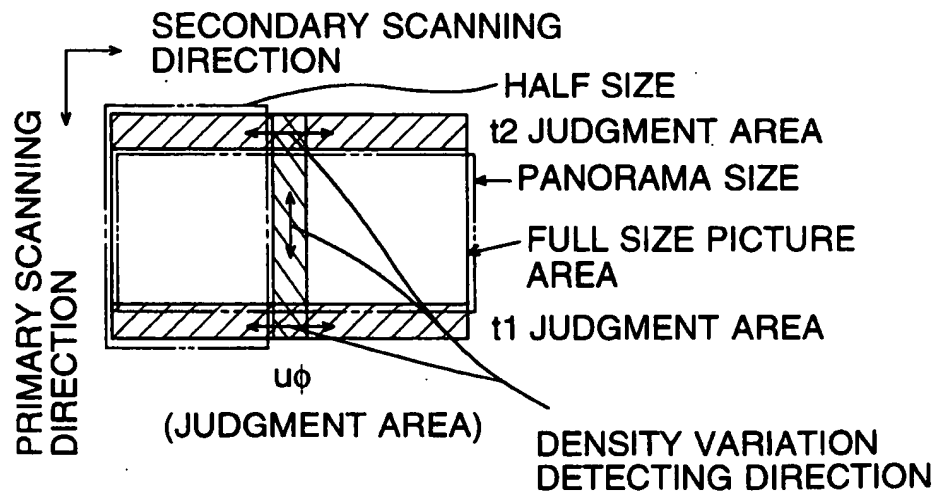 SECONDARY SCANNING
DIRECTION
HALF SIZE
PRIMARY SCANNING
DIRECTION
t2 JUDGMENT AREA
PANORAMA SIZE
FULL SIZE PICTURE
AREA
t1 JUDGMENT AREA
uϕ
(JUDGMENT AREA)
DENSITY VARIATION
DETECTING DIRECTION